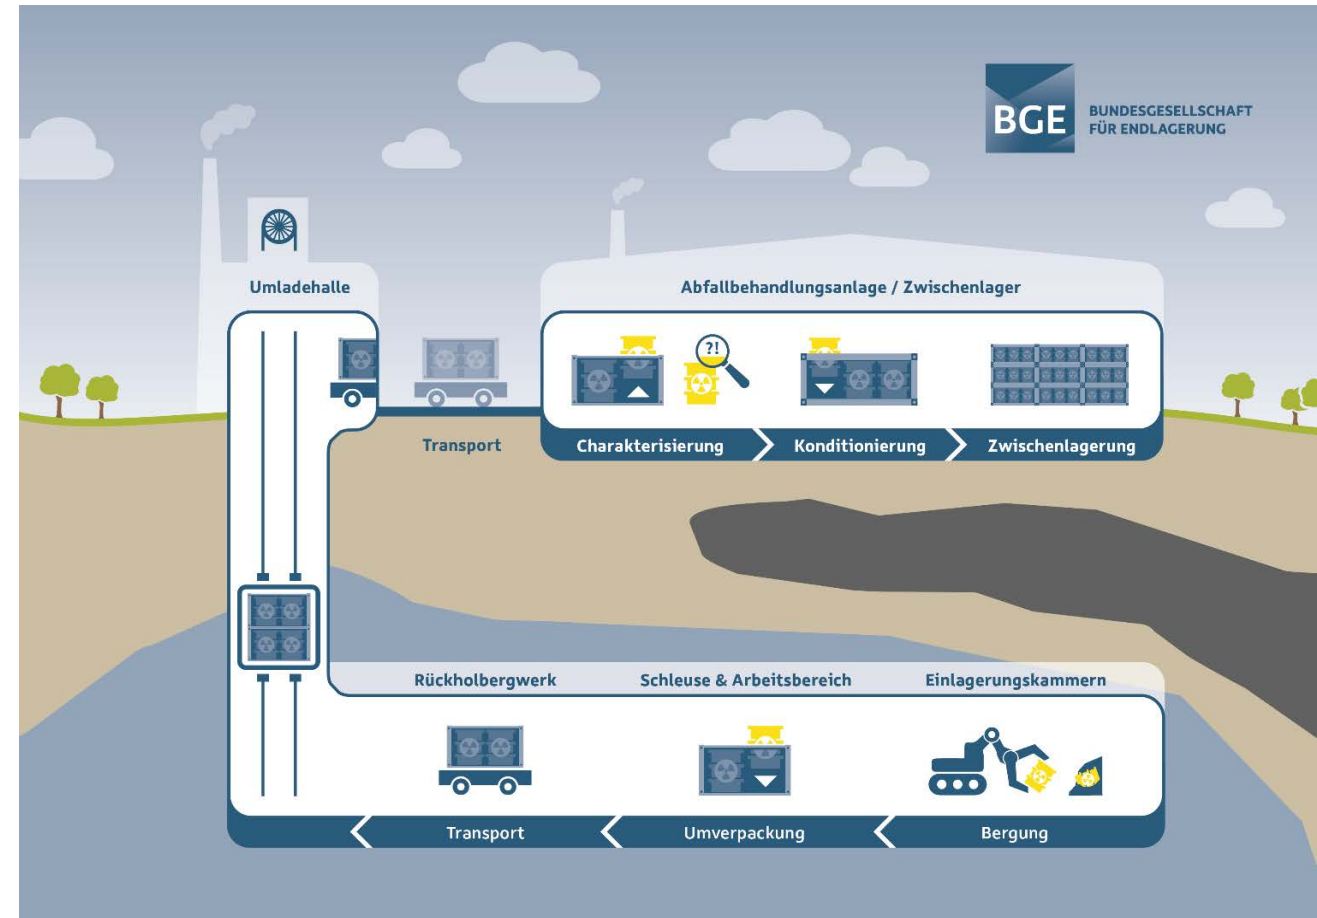 BGE
BUNDESGESELLSCHAFT
FÜR ENDLAGERUNG
Umladehalle
Abfallbehandlungsanlage / Zwischenlager
?!
Transport
Charakterisierung
Konditionierung
Zwischenlagerung
Rückholbergwerk
Schleuse & Arbeitsbereich
Einlagerungskammern
Transport
Umverpackung
Bergung